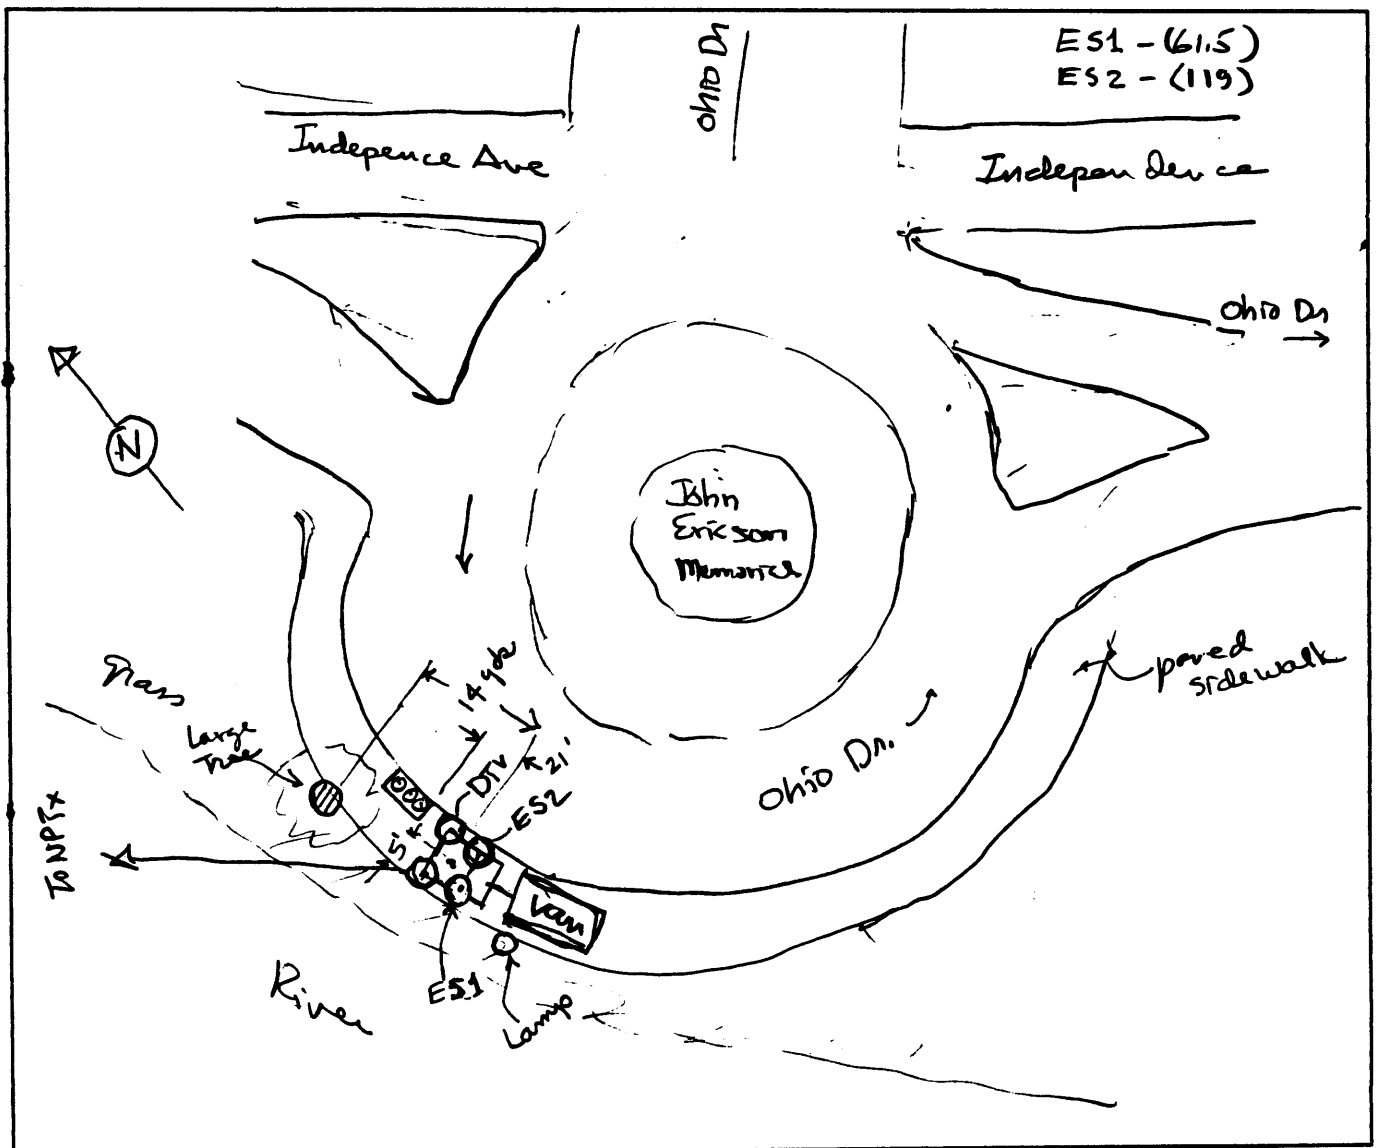 Ohio Dr
ES1 - (61.5)
ES2 - (119)
Indepence Ave
Independence
Ohio Dr
N
John
Ericson
Memorial
Grass
Large
Tree
14 yds
21'
DTV
ES2
5'
Ohio Dr.
paved
sidewalk
To NPTx
Van
ES1
Lamp
River